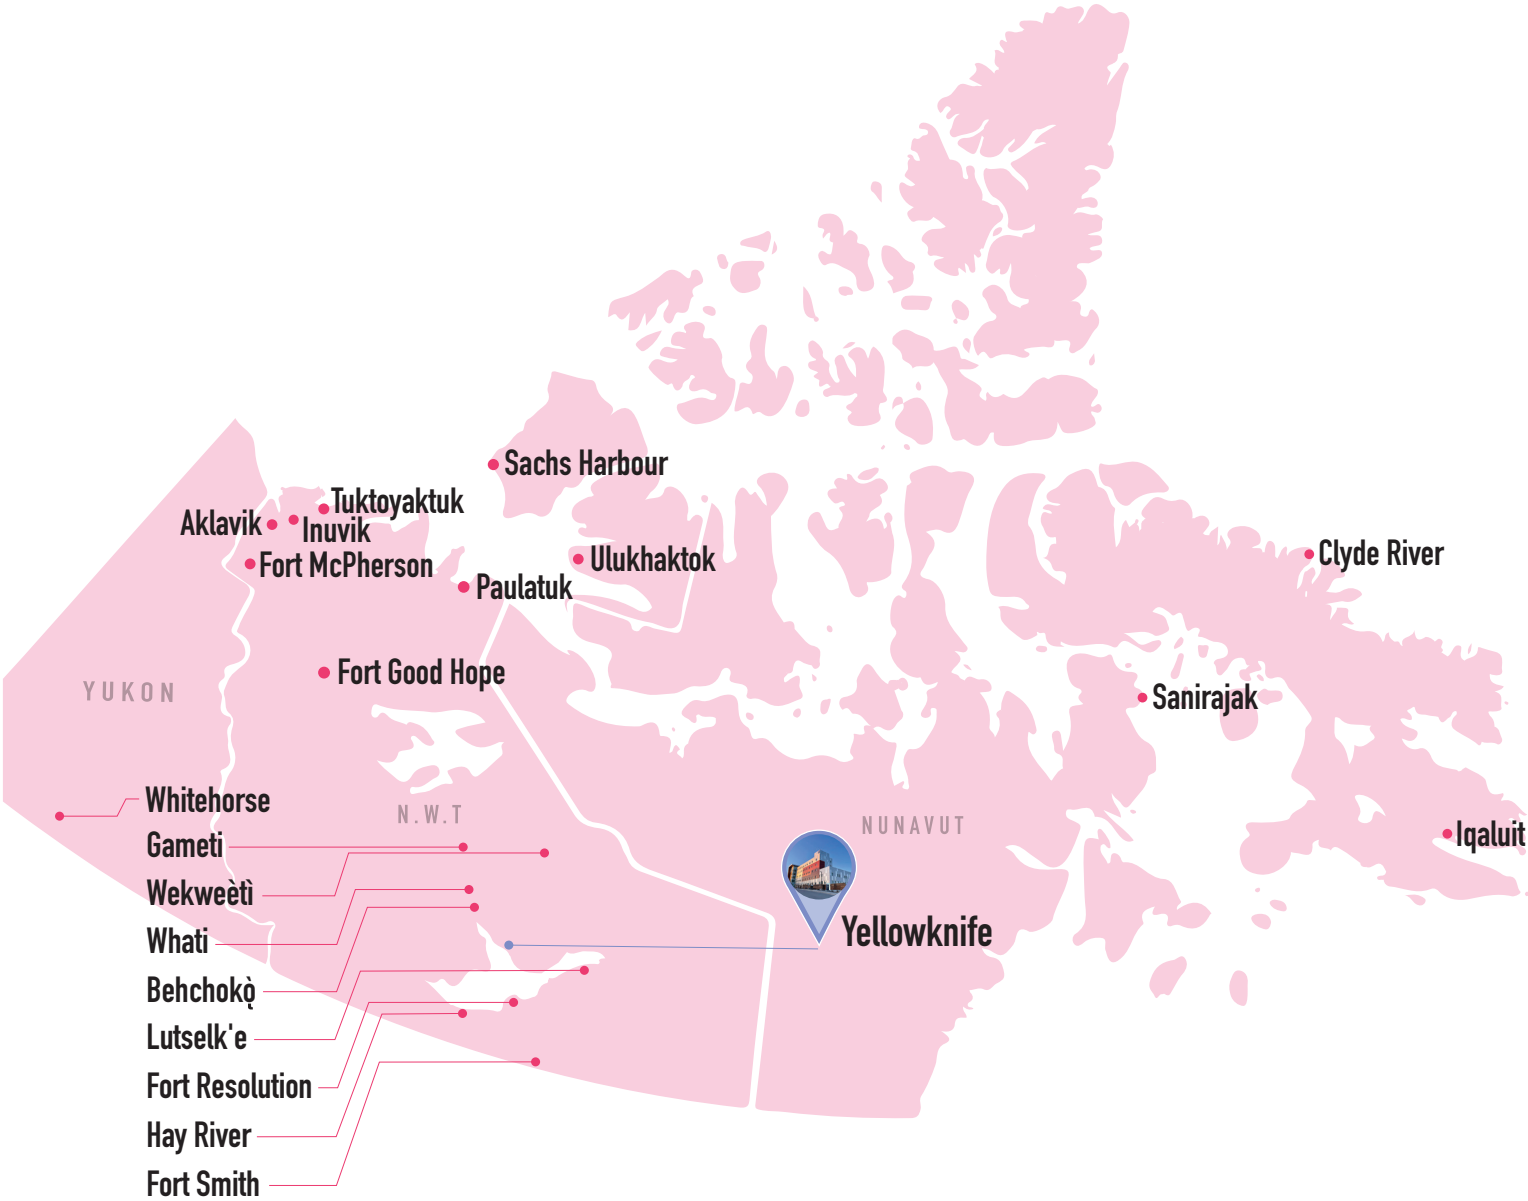 Sachs Harbour
Tuktoyaktuk
Aklavik
Inuvik
Fort McPherson
Ulukhaktok
Paulatuk
Clyde River
Fort Good Hope
YUKON
Sanirajak
Whitehorse
N.W.T
NUNAVUT
Iqaluit
Gameti
Wekweètì
Whati
Yellowknife
Behchokǫ̀
Lutselk'e
Fort Resolution
Hay River
Fort Smith